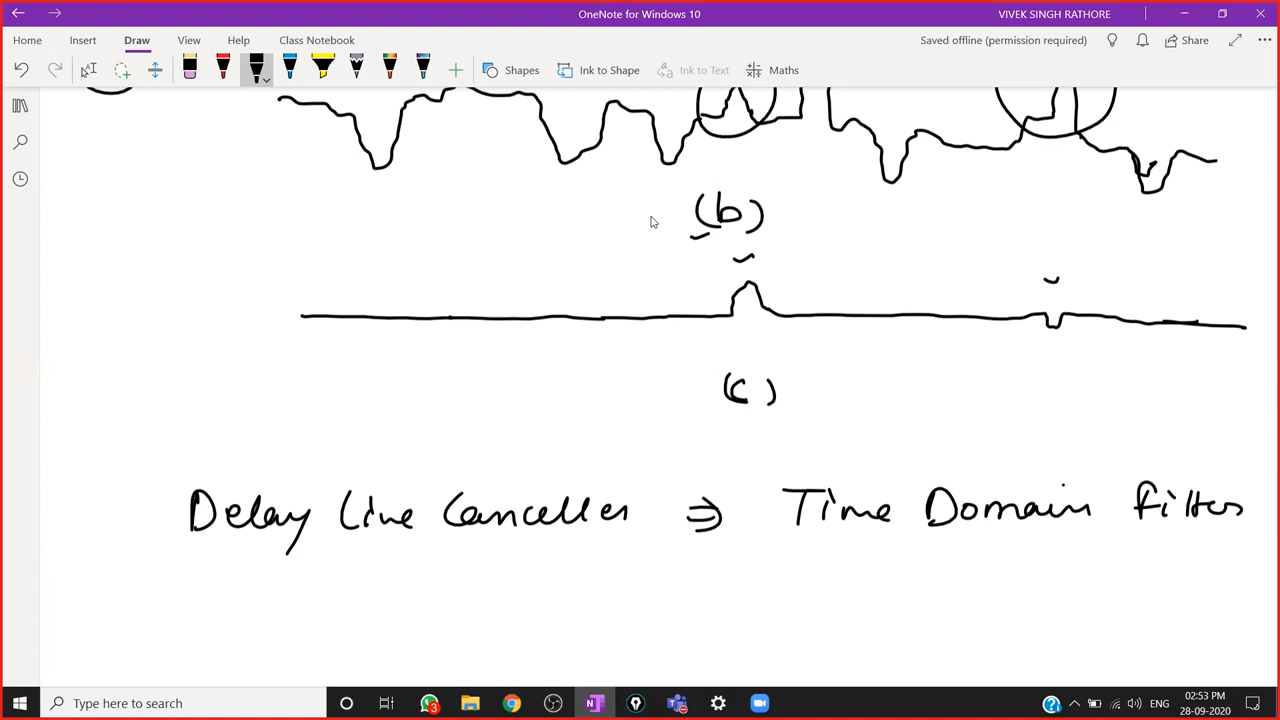 OneNote for Windows 10
VIVEK SINGH RATHORE
Home Insert Draw View Help Class Notebook
Saved offline (permission required)
Share
Shapes
Ink to Shape
Ink to Text
Maths
(b)
(c)
Delay Line Canceller ⇒ Time Domain Filter
Type here to search
3
ENG
02:53 PM
28-09-2020